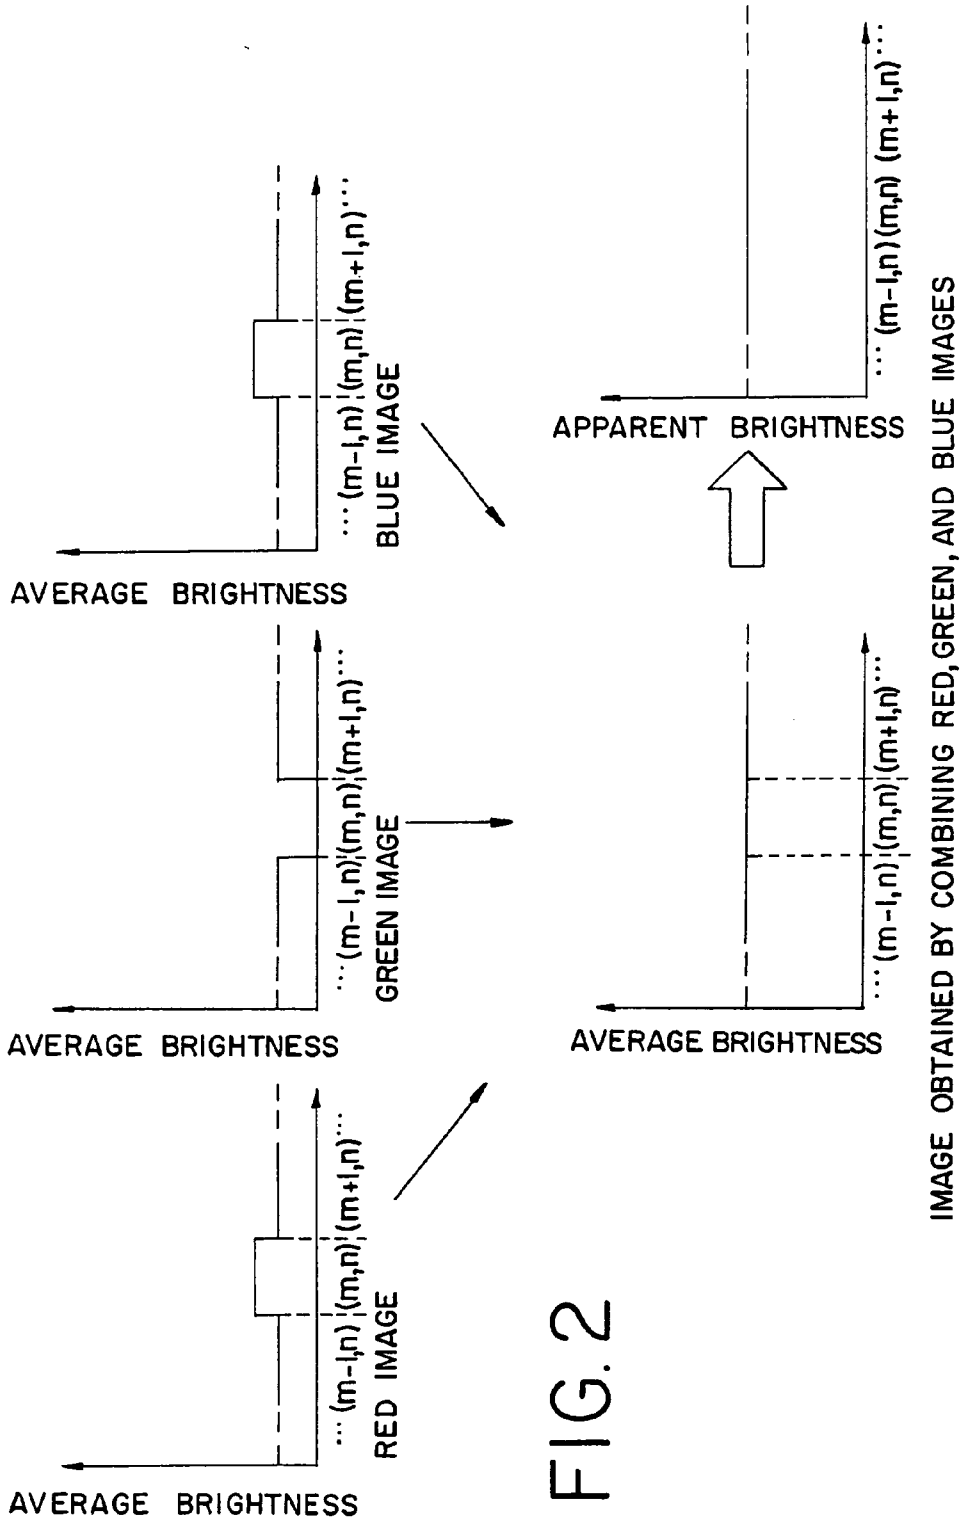 AVERAGE BRIGHTNESS
... (m-1,n) (m,n) (m+1,n) ...
RED IMAGE
AVERAGE BRIGHTNESS
... (m-1,n) (m,n) (m+1,n) ...
GREEN IMAGE
AVERAGE BRIGHTNESS
... (m-1,n) (m,n) (m+1,n) ...
BLUE IMAGE
FIG. 2
AVERAGE BRIGHTNESS
... (m-1,n) (m,n) (m+1,n) ...
APPARENT BRIGHTNESS
... (m-1,n) (m,n) (m+1,n) ...
IMAGE OBTAINED BY COMBINING RED, GREEN, AND BLUE IMAGES